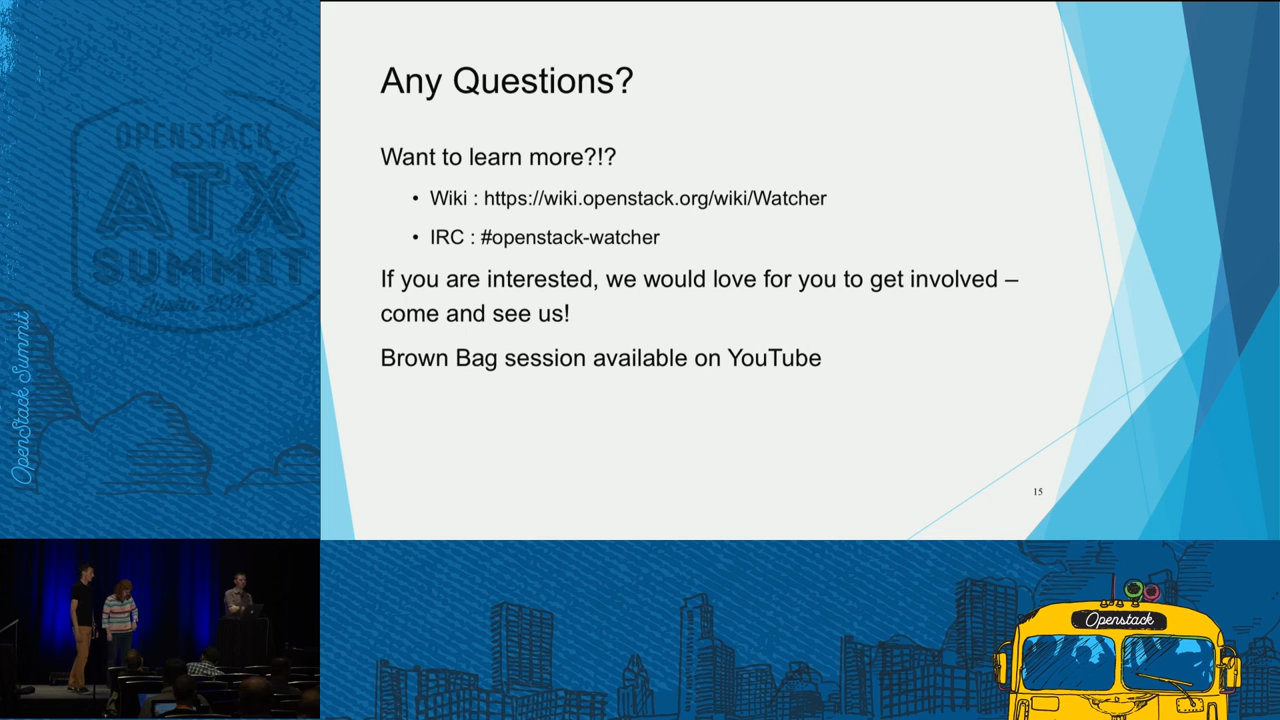 OPENSTACK
ATX
SUMMIT
Austin 2016
OpenStack Summit
Any Questions?
Want to learn more?!?
• Wiki : https://wiki.openstack.org/wiki/Watcher
• IRC : #openstack-watcher
If you are interested, we would love for you to get involved –
come and see us!
Brown Bag session available on YouTube
15
Openstack